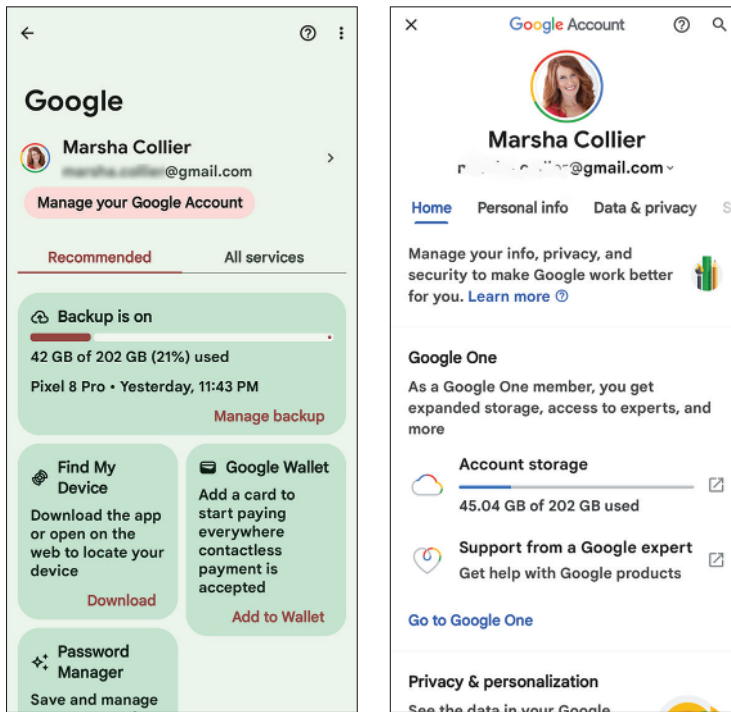 Google
Marsha Collier
@gmail.com
Manage your Google Account
Recommended
All services
Backup is on
42 GB of 202 GB (21%) used
Pixel 8 Pro • Yesterday, 11:43 PM
Manage backup
Find My
Device
Download the app
or open on the
web to locate your
device
Download
Google Wallet
Add a card to
start paying
everywhere
contactless
payment is
accepted
Add to Wallet
Password
Manager
Save and manage
Google Account
Marsha Collier
@gmail.com
Home
Personal info
Data & privacy
Manage your info, privacy, and
security to make Google work better
for you. Learn more
Google One
As a Google One member, you get
expanded storage, access to experts, and
more
Account storage
45.04 GB of 202 GB used
Support from a Google expert
Get help with Google products
Go to Google One
Privacy & personalization
See the data in your Google